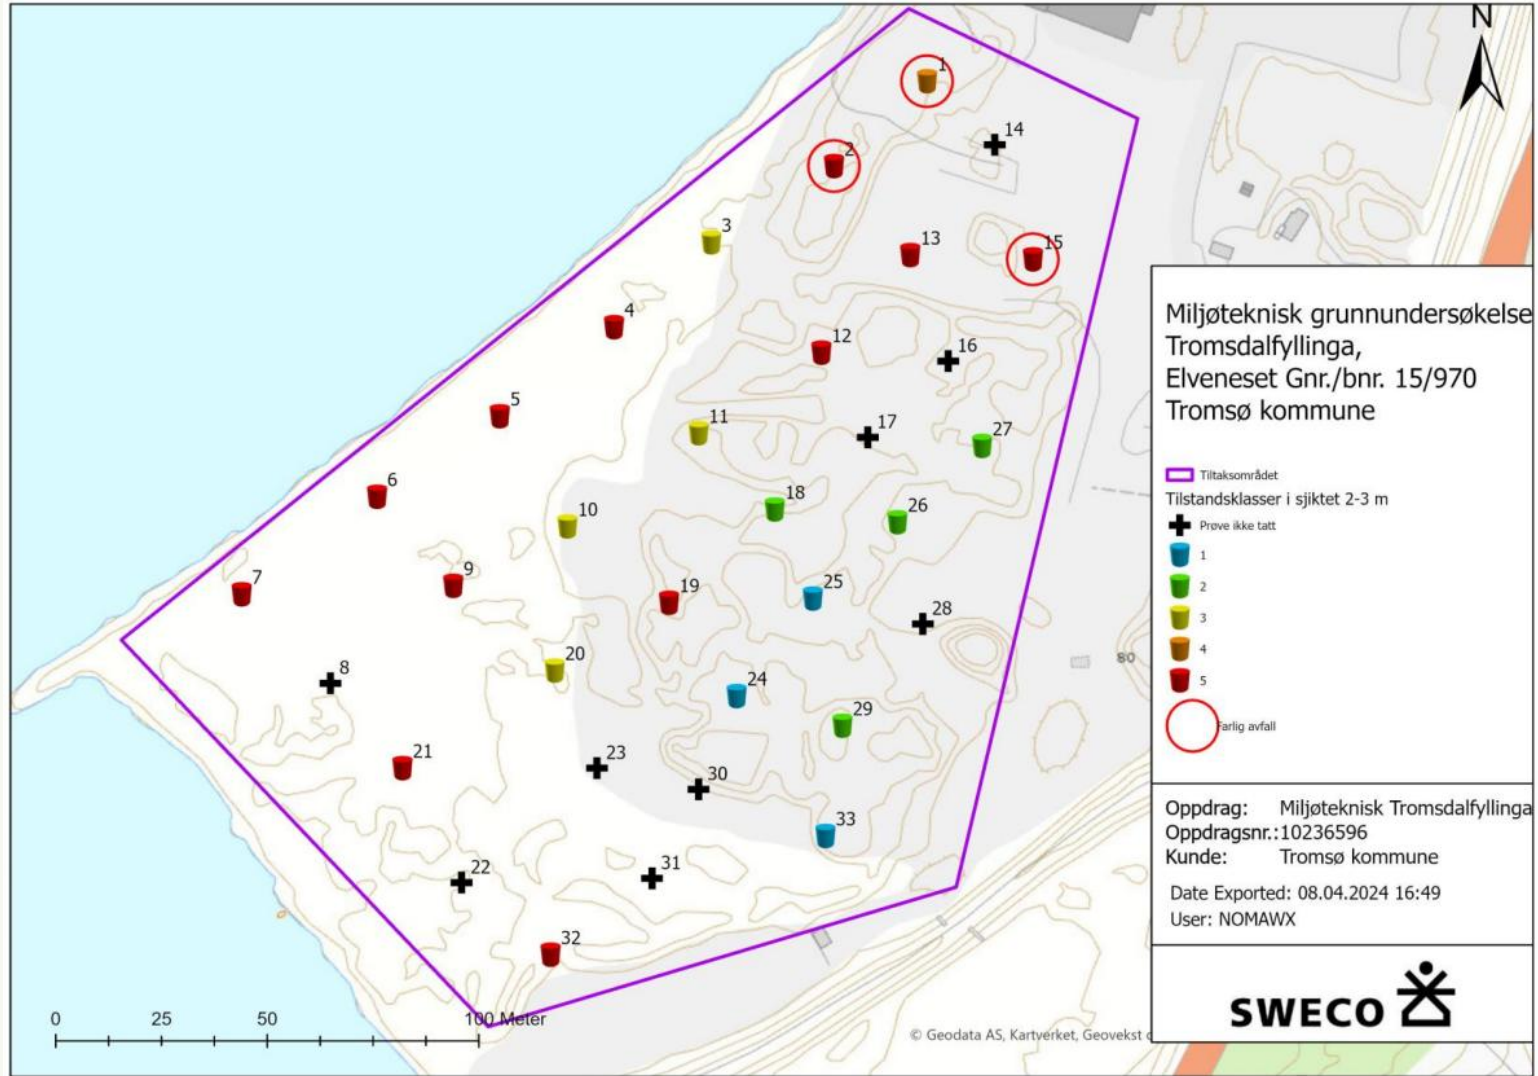 N
1
14
2
3
13
15
4
12
16
5
11
17
27
6
10
18
26
7
9
19
25
28
8
20
24
80
29
21
23
30
33
22
31
32
0 25 50 100 Meter
© Geodata AS, Kartverket, Geovekst
Miljøteknisk grunnundersøkelse
Tromsdalfyllinga,
Elveneset Gnr./bnr. 15/970
Tromsø kommune
Tiltaksområdet
Tilstandsklasser i sjiktet 2-3 m
Prøve ikke tatt
1
2
3
4
5
Farlig avfall
Oppdrag: Miljøteknisk Tromsdalfyllinga
Oppdragsnr.:10236596
Kunde: Tromsø kommune
Date Exported: 08.04.2024 16:49
User: NOMAWX
SWECO